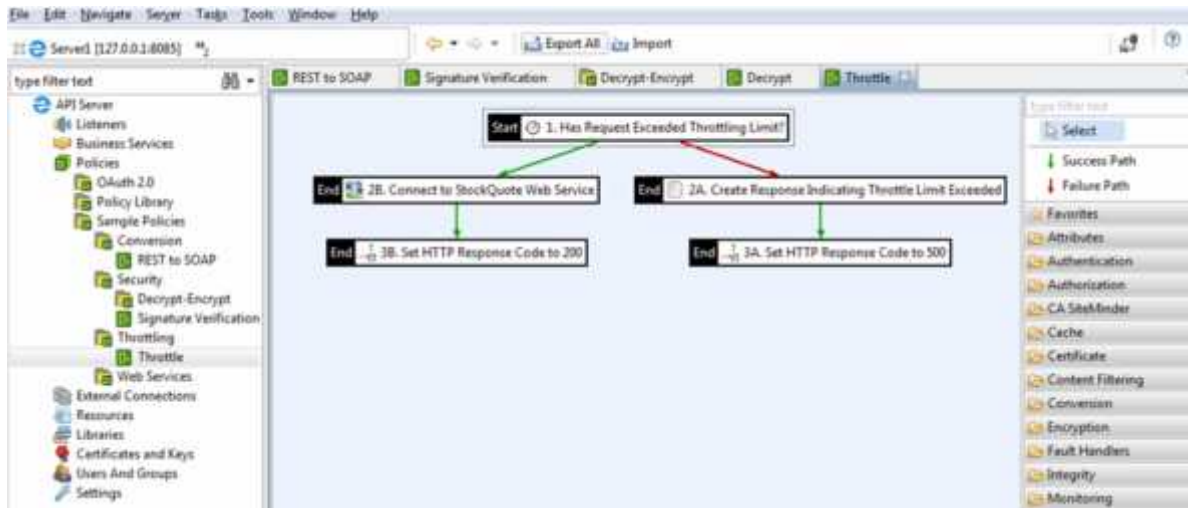 File Edit Navigate Server Tasks Tools Window Help
Server1 [127.0.0.1:8085]
Export All Import
type filter text
REST to SOAP Signature Verification Decrypt-Encrypt Decrypt Throttle
API Server
Listeners
Business Services
Policies
OAuth 2.0
Policy Library
Sample Policies
Conversion
REST to SOAP
Security
Decrypt-Encrypt
Signature Verification
Throttling
Throttle
Web Services
External Connections
Resources
Libraries
Certificates and Keys
Users And Groups
Settings
Start 1. Has Request Exceeded Throttling Limit?
End 2B. Connect to StockQuote Web Service
End 2A. Create Response Indicating Throttle Limit Exceeded
End 3B. Set HTTP Response Code to 200
End 3A. Set HTTP Response Code to 500
type filter text
Select
Success Path
Failure Path
Favorites
Attributes
Authentication
Authorization
CA SiteMinder
Cache
Certificate
Content Filtering
Conversion
Encryption
Fault Handlers
Integrity
Monitoring